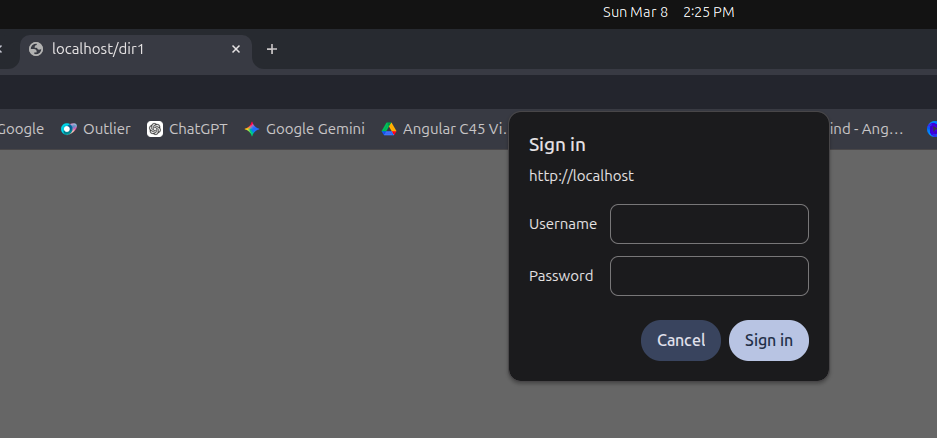 Sun Mar 8 2:25 PM
localhost/dir1
Google Outlier ChatGPT Google Gemini Angular C45 Vi... ind - Ang...
Sign in
http://localhost
Username
Password
Cancel Sign in